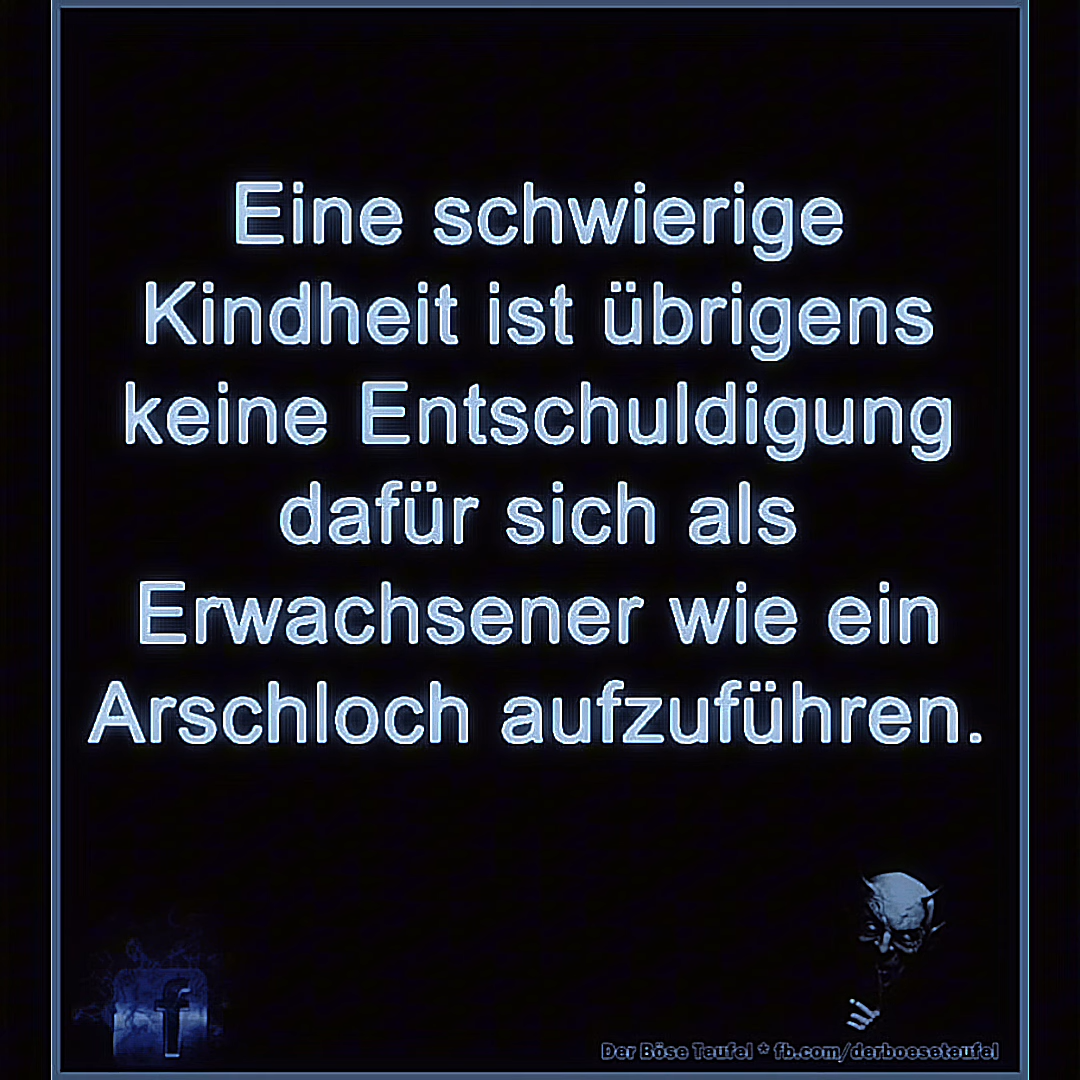 Eine schwierige
Kindheit ist übrigens
keine Entschuldigung
dafür sich als
Erwachsener wie ein
Arschloch aufzuführen.
f
Der Böse Teufel * fb.com/derboeseteufel